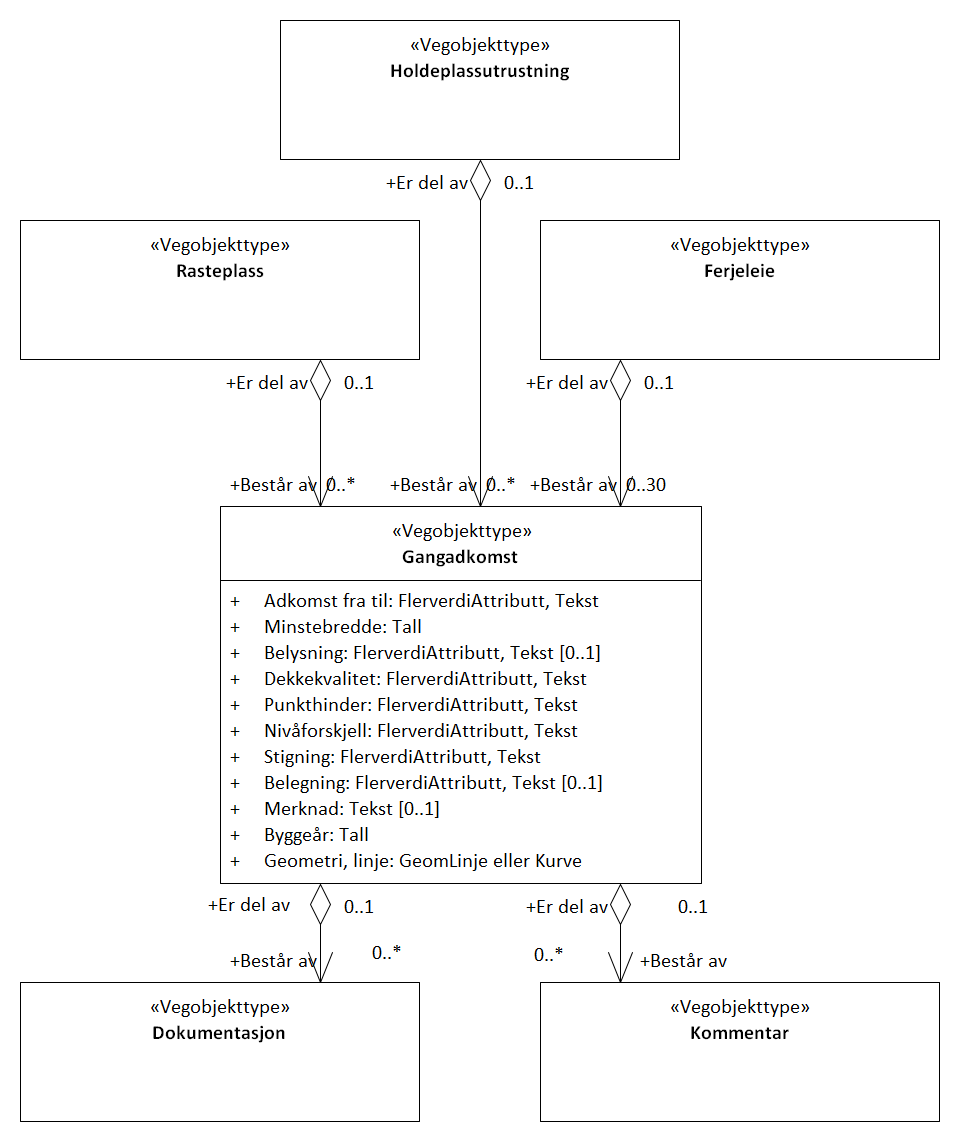 «Vegobjekttype»
Holdeplassutrustning
+Er del av 0..1
«Vegobjekttype»
Rasteplass
«Vegobjekttype»
Ferjeleie
+Er del av 0..1
+Er del av 0..1
+Består av 0..*
+Består av 0..*
+Består av 0..30
«Vegobjekttype»
Gangadkomst
+ Adkomst fra til: FlerverdiAttributt, Tekst
+ Minstebredde: Tall
+ Belysning: FlerverdiAttributt, Tekst [0..1]
+ Dekkekvalitet: FlerverdiAttributt, Tekst
+ Punkthinder: FlerverdiAttributt, Tekst
+ Nivåforskjell: FlerverdiAttributt, Tekst
+ Stigning: FlerverdiAttributt, Tekst
+ Belegning: FlerverdiAttributt, Tekst [0..1]
+ Merknad: Tekst [0..1]
+ Byggeår: Tall
+ Geometri, linje: GeomLinje eller Kurve
+Er del av 0..1
+Er del av 0..1
+Består av 0..*
0..* +Består av
«Vegobjekttype»
Dokumentasjon
«Vegobjekttype»
Kommentar